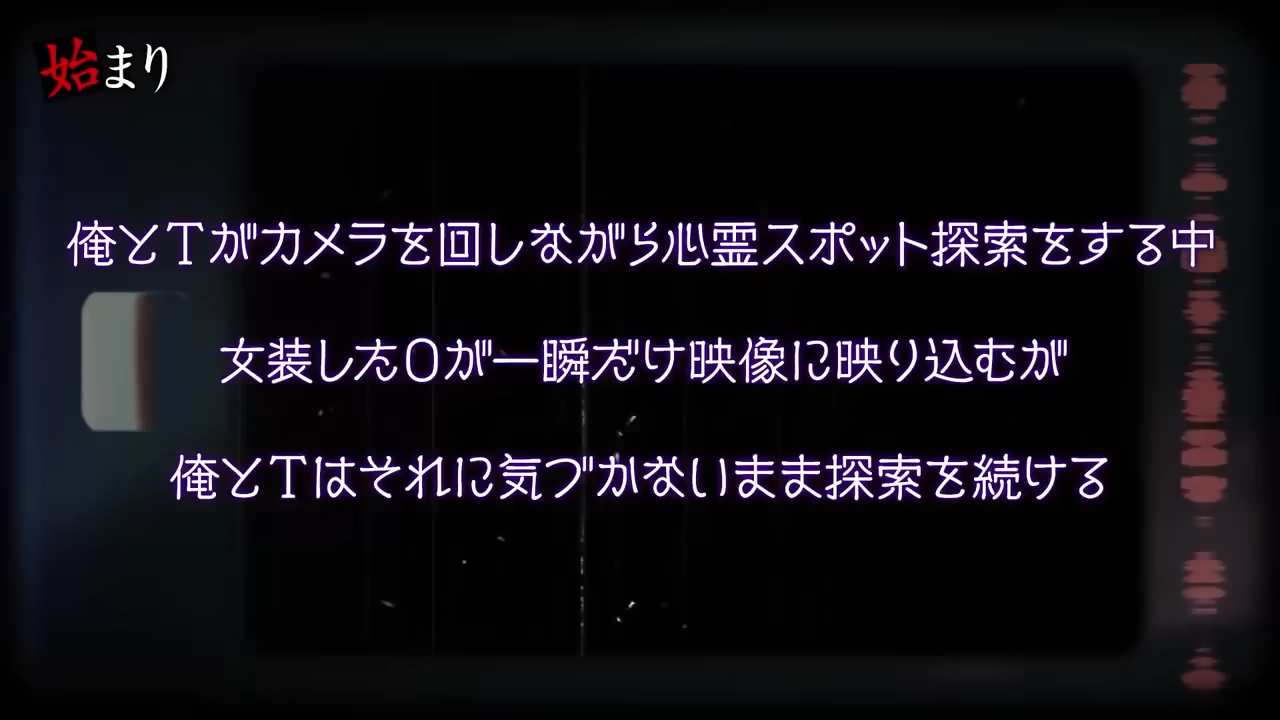 始まり
俺とTがカメラを回しながら心霊スポット探索をする中
女装したOが一瞬だけ映像に映り込むが
俺とTはそれに気づかないまま探索を続ける